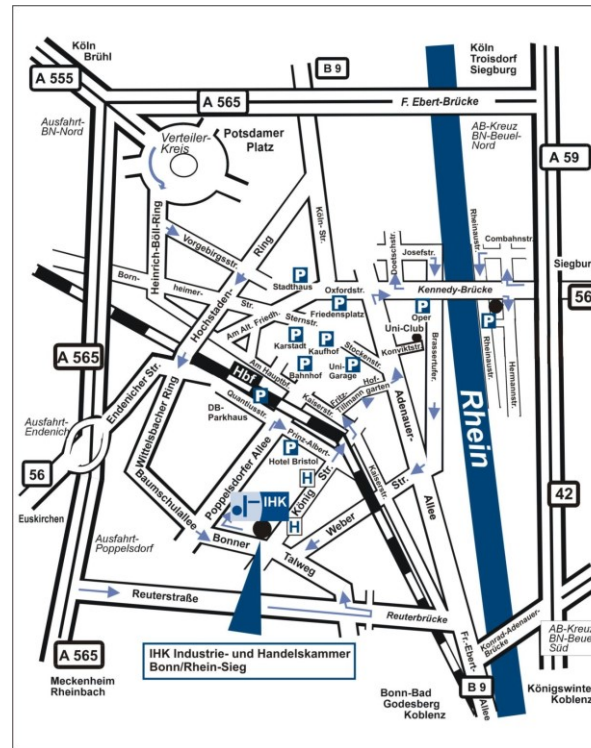 Köln
Brühl
A 555
Ausfahrt-
BN-Nord
A 565
B 9
F. Ebert-Brücke
Köln
Troisdorf
Siegburg
AB-Kreuz
BN-Beuel-
Nord
A 59
Verteiler-
Kreis
Potsdamer
Platz
Heinrich-Böll-Ring
Vorgebirgsstr.
Ring
Köln-Str.
Josefstr.
Rheinaustr.
Combahnstr.
Siegburg
56
Born-
heimer-
Str.
Hochstaden-
P
Stadthaus
Oxfordstr.
P
Friedensplatz
Kennedy-Brücke
P
Oper
P
Uni-Club
Am Alt. Friedh.
Sternstr.
P
Karstadt
P
Kaufhof
Stockenstr.
Konviktstr.
Brassertufer.
Rheinaustr.
Hermannstr.
A 565
Am Hauptbf.
P
Bahnhof
P
Uni-
Garage
Hbf
P
Fritz-
Tillmann
Hof.
garten
Kaiserstr.
Adenauer-
Allee
Rhein
Endenicher Str.
Ausfahrt-
Endenich
56
Euskirchen
Wittelsbacher Ring
DB-
Parkhaus
Quantiusstr.
Prinz-Albert-
Str.
P
Hotel Bristol
Poppelsdorfer Allee
Baumschulallee
Kaiserstr.
H
König
IHK
H
Weber
Str.
42
Ausfahrt-
Poppelsdorf
Bonner
Talweg
Reuterstraße
Reuterbrücke
Konrad-Adenauer-
Brücke
AB-Kreuz
BN-Beuel
Süd
IHK Industrie- und Handelskammer
Bonn/Rhein-Sieg
A 565
Meckenheim
Rheinbach
Fr.-Ebert-
Allee
B 9
Bonn-Bad
Godesberg
Koblenz
Königswinter
Koblenz